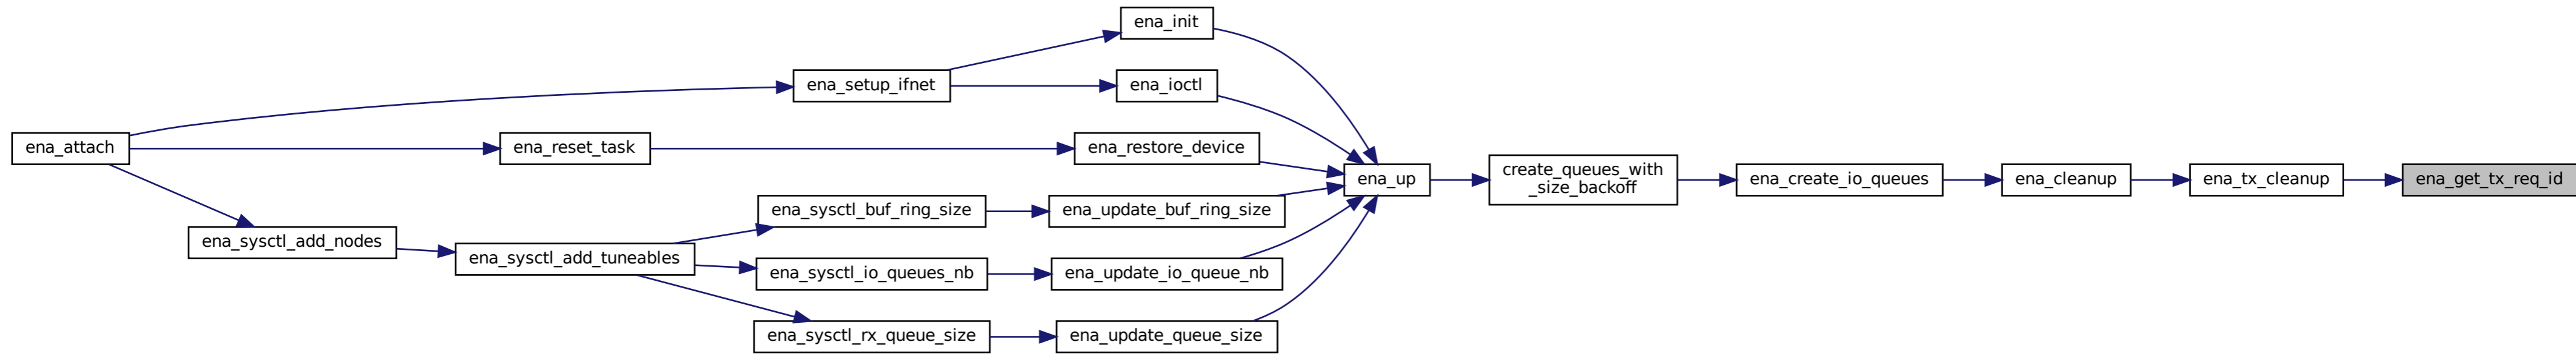 ena_init
ena_setup_ifnet
ena_ioctl
ena_attach
ena_reset_task
ena_restore_device
ena_up
create_queues_with
_size_backoff
ena_create_io_queues
ena_cleanup
ena_tx_cleanup
ena_get_tx_req_id
ena_sysctl_buf_ring_size
ena_update_buf_ring_size
ena_sysctl_add_nodes
ena_sysctl_add_tuneables
ena_sysctl_io_queues_nb
ena_update_io_queue_nb
ena_sysctl_rx_queue_size
ena_update_queue_size